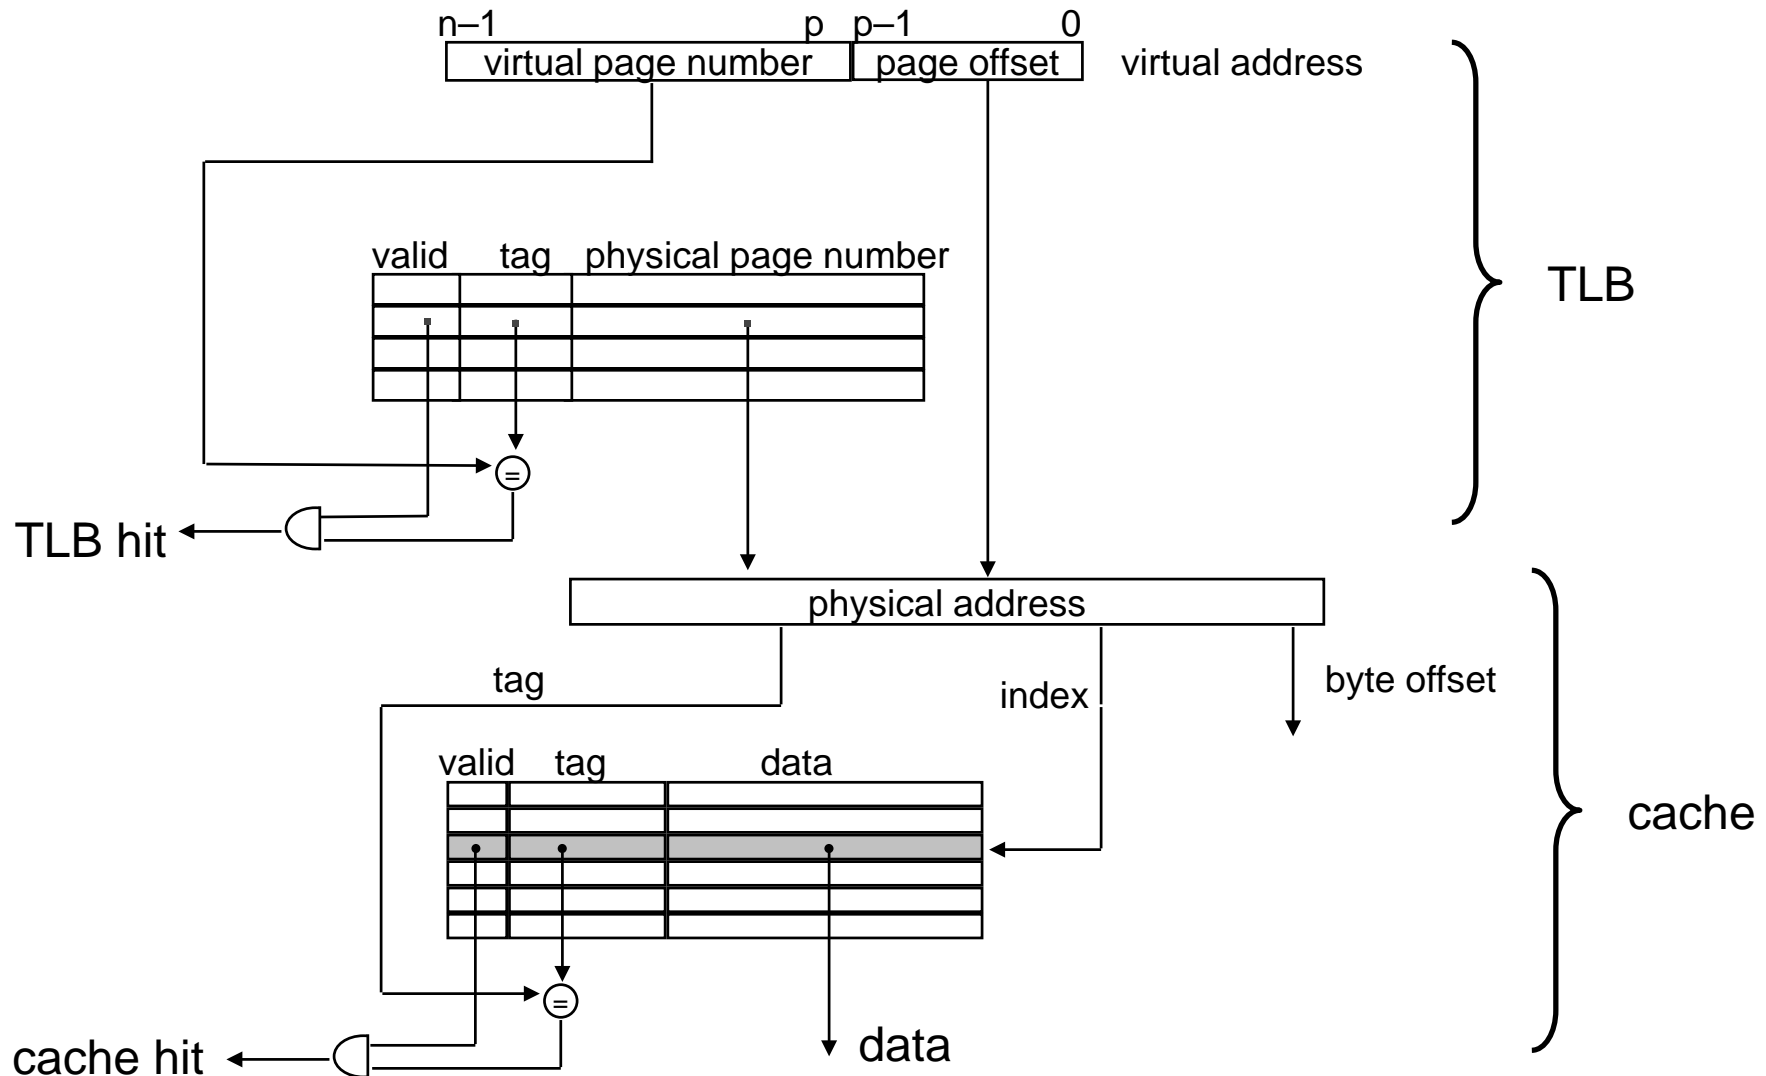 n–1 p p–1 0
virtual page number page offset virtual address
valid tag physical page number
TLB
=
TLB hit
physical address
tag index byte offset
valid tag data
cache
=
cache hit data